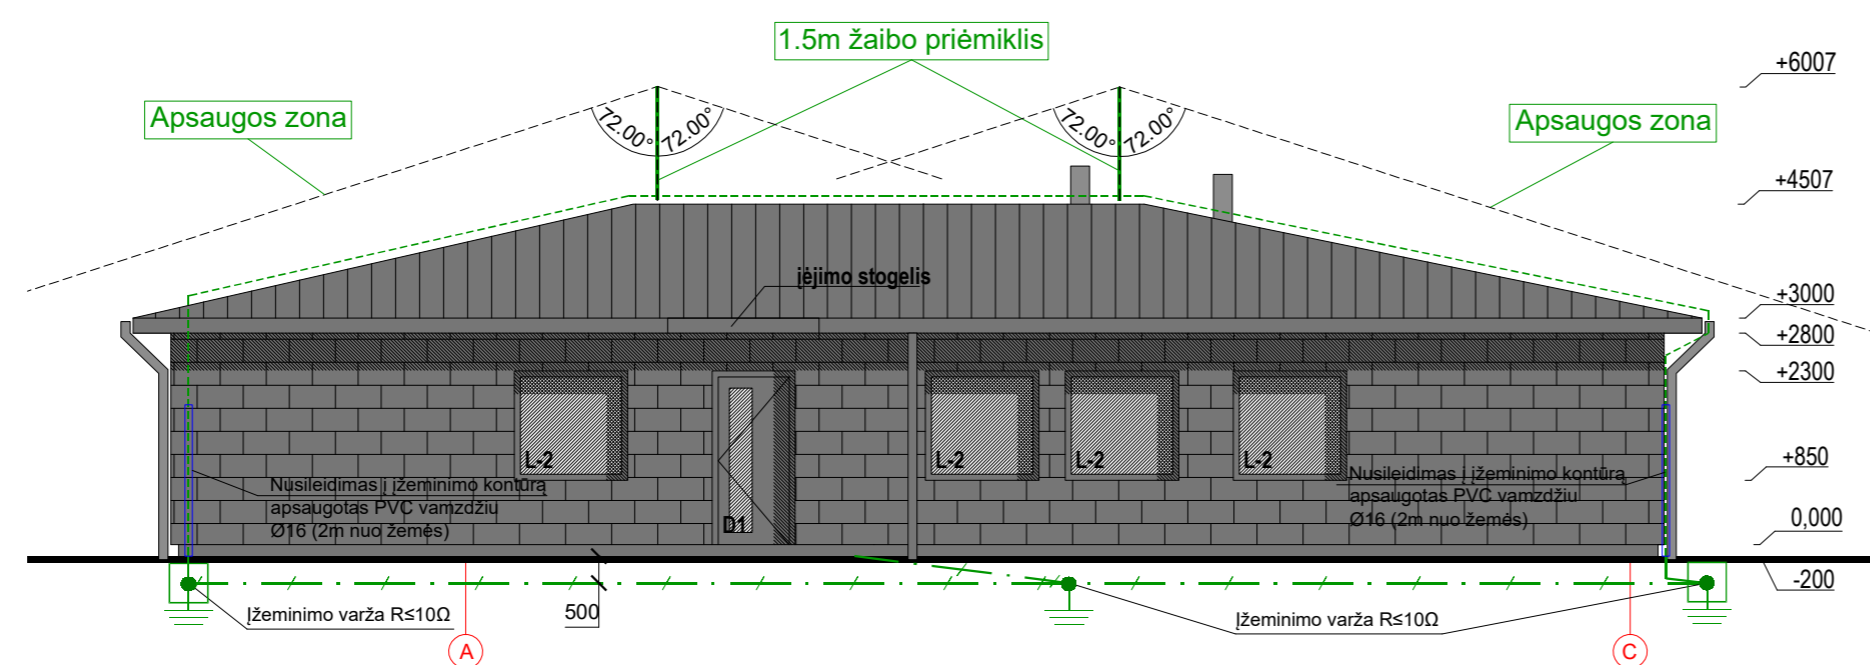 1.5m žaibo priėmiklis
+6007
Apsaugos zona
72.00°
72.00°
72.00°
72.00°
Apsaugos zona
+4507
įėjimo stogelis
+3000
+2800
+2300
L-2
L-2
L-2
L-2
+850
Nusileidimas į įžeminimo kontūrą
apsaugotas PVC vamzdžiu
Ø16 (2m nuo žemės)
D1
Nusileidimas į įžeminimo kontūrą
apsaugotas PVC vamzdžiu
Ø16 (2m nuo žemės)
0,000
-200
Įžeminimo varža R≤10Ω
500
Įžeminimo varža R≤10Ω
A
C